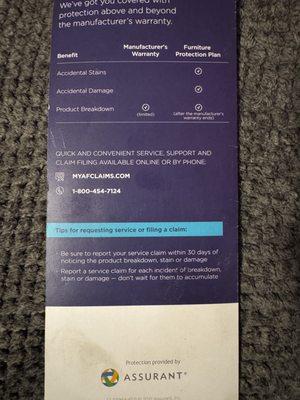 We've got you covered with
protection above and beyond
the manufacturer's warranty.
Benefit
Manufacturer's
Warranty
Furniture
Protection Plan
Accidental Stains
Accidental Damage
Product Breakdown
(limited)
(after the manufacturer's
warranty ends)
QUICK AND CONVENIENT SERVICE, SUPPORT AND
CLAIM FILING AVAILABLE ONLINE OR BY PHONE:
MYAFCLAIMS.COM
1-800-454-7124
Tips for requesting service or filing a claim:
Be sure to report your service claim within 30 days of
noticing the product breakdown, stain or damage
Report a service claim for each incident of breakdown,
stain or damage — don't wait for them to accumulate
Protection provided by
ASSURANT®